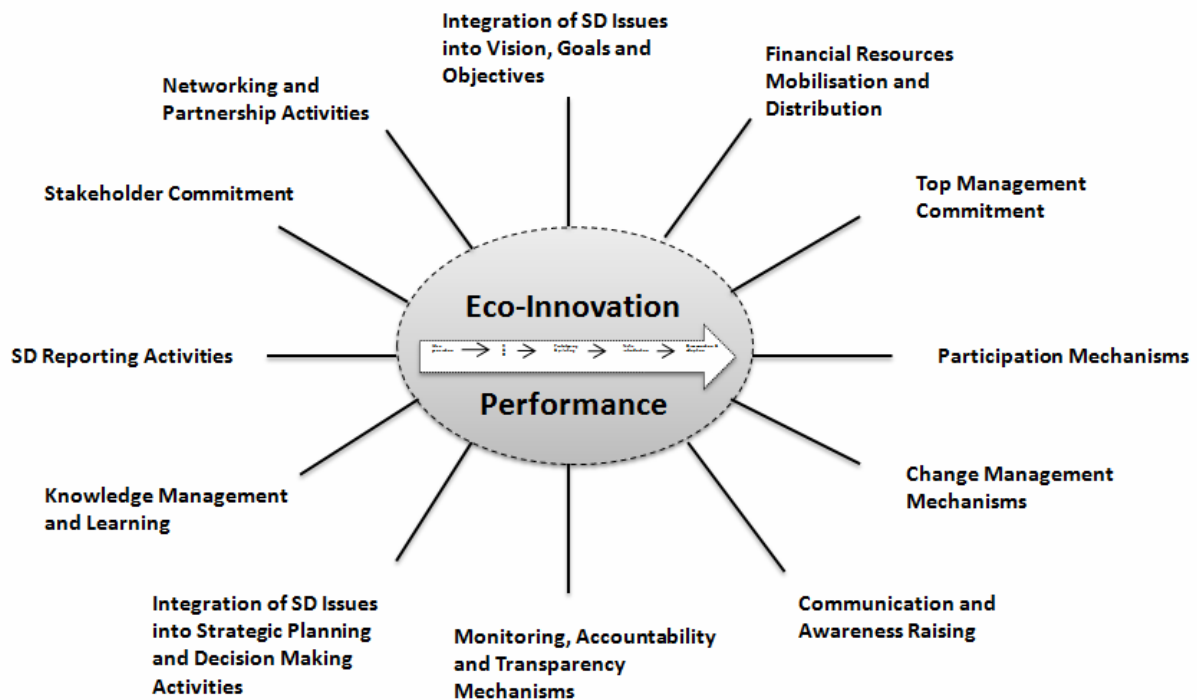 Integration of SD Issues
into Vision, Goals and
Objectives
Financial Resources
Mobilisation and
Distribution
Networking and
Partnership Activities
Top Management
Commitment
Stakeholder Commitment
Eco-Innovation
Performance
SD Reporting Activities
Participation Mechanisms
Knowledge Management
and Learning
Change Management
Mechanisms
Integration of SD Issues
into Strategic Planning
and Decision Making
Activities
Monitoring, Accountability
and Transparency
Mechanisms
Communication and
Awareness Raising